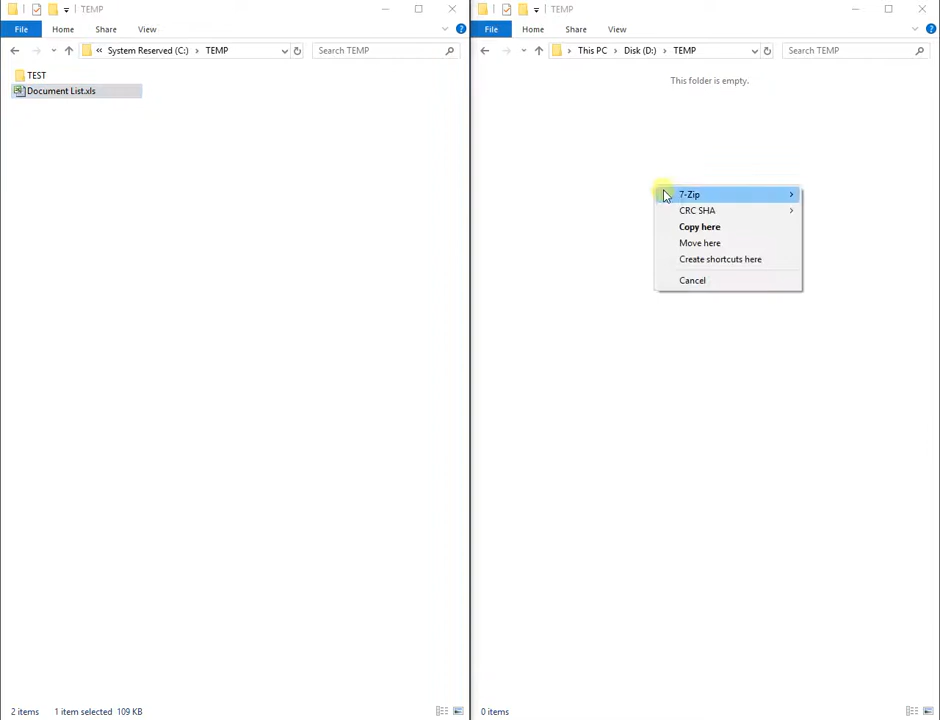 TEMP
File Home Share View
« System Reserved (C:) › TEMP
Search TEMP
TEST
Document List.xls
2 items 1 item selected 109 KB
TEMP
File Home Share View
› This PC › Disk (D:) › TEMP
Search TEMP
This folder is empty.
7-Zip
CRC SHA
Copy here
Move here
Create shortcuts here
Cancel
0 items